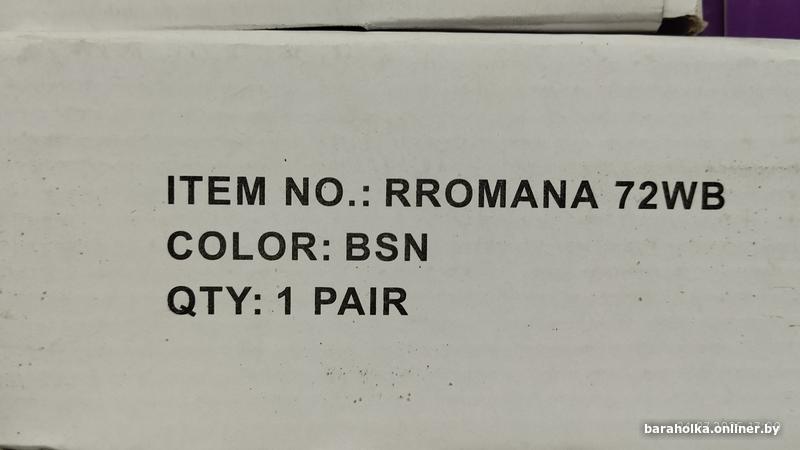 ITEM NO.: RROMANA 72WB
COLOR: BSN
QTY: 1 PAIR
baraholka.onliner.by